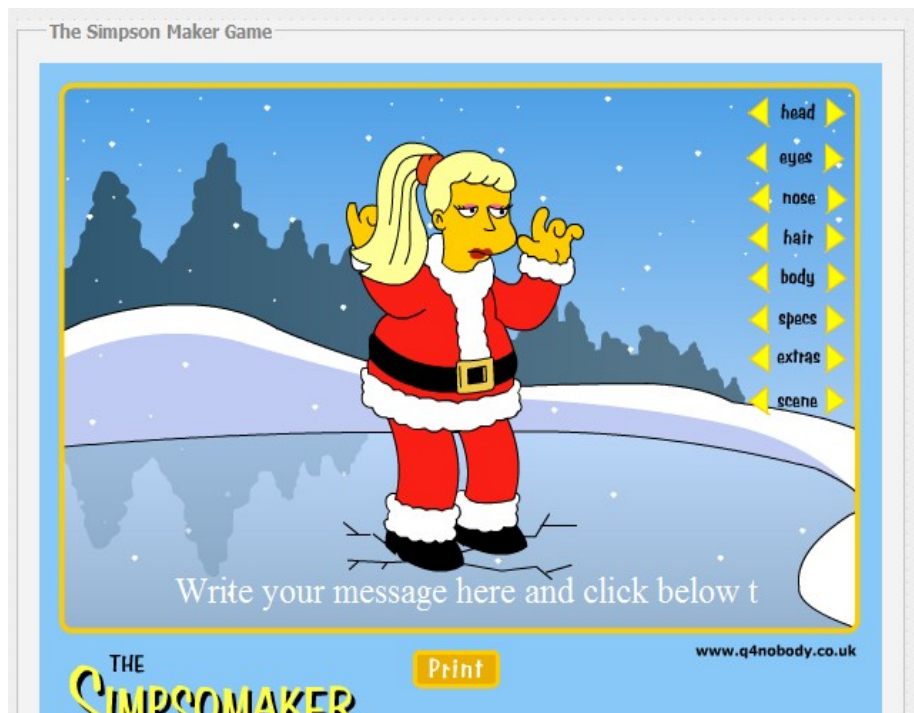 The Simpson Maker Game
head
eyes
nose
hair
body
specs
extras
scene
Write your message here and click below t
www.q4nobody.co.uk
THE
Print
SIMPSOMAKER